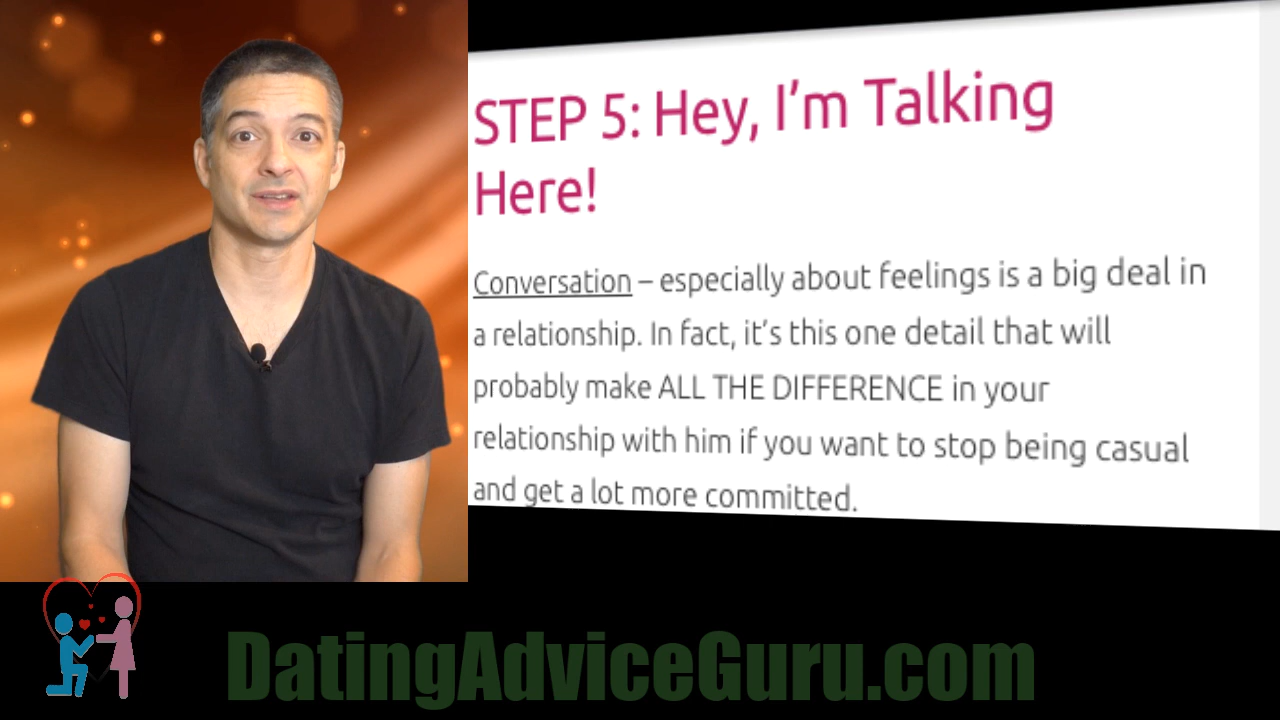 STEP 5: Hey, I'm Talking
Here!
Conversation – especially about feelings is a big deal in
a relationship. In fact, it's this one detail that will
probably make ALL THE DIFFERENCE in your
relationship with him if you want to stop being casual
and get a lot more committed.
DatingAdviceGuru.com